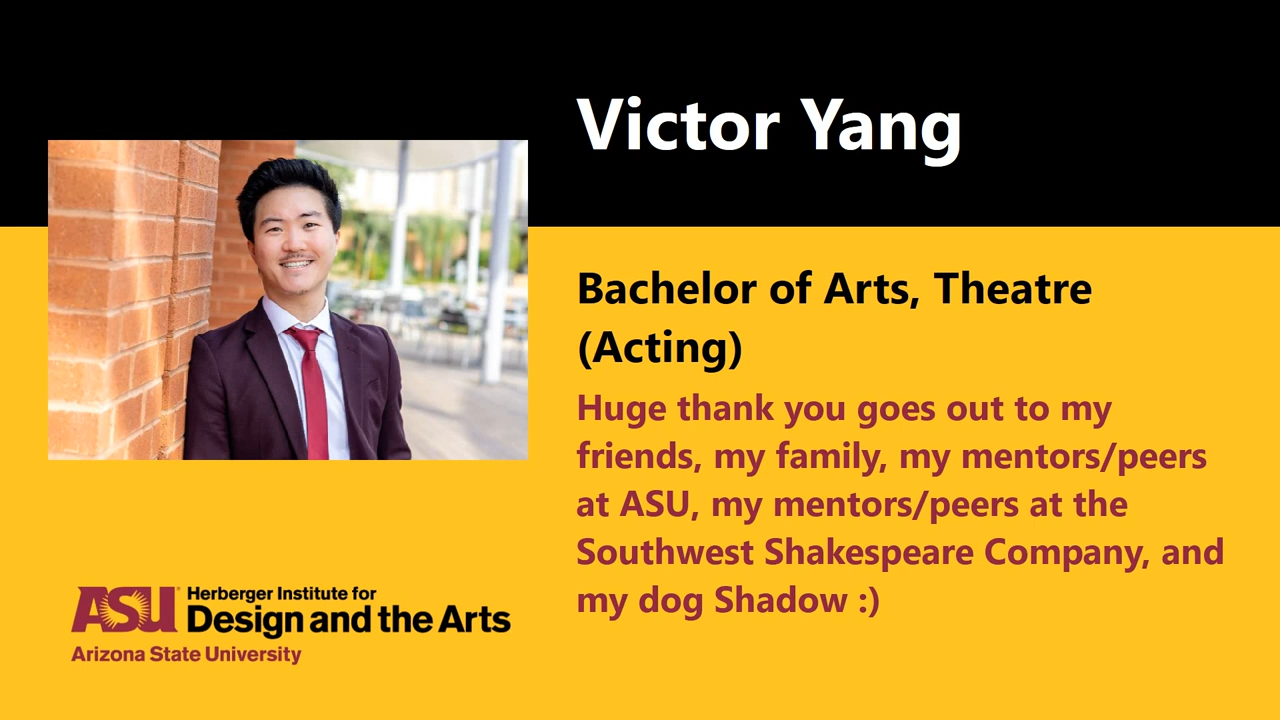 Victor Yang
Bachelor of Arts, Theatre
(Acting)
Huge thank you goes out to my
friends, my family, my mentors/peers
at ASU, my mentors/peers at the
Southwest Shakespeare Company, and
my dog Shadow :)
ASU Herberger Institute for
Design and the Arts
Arizona State University